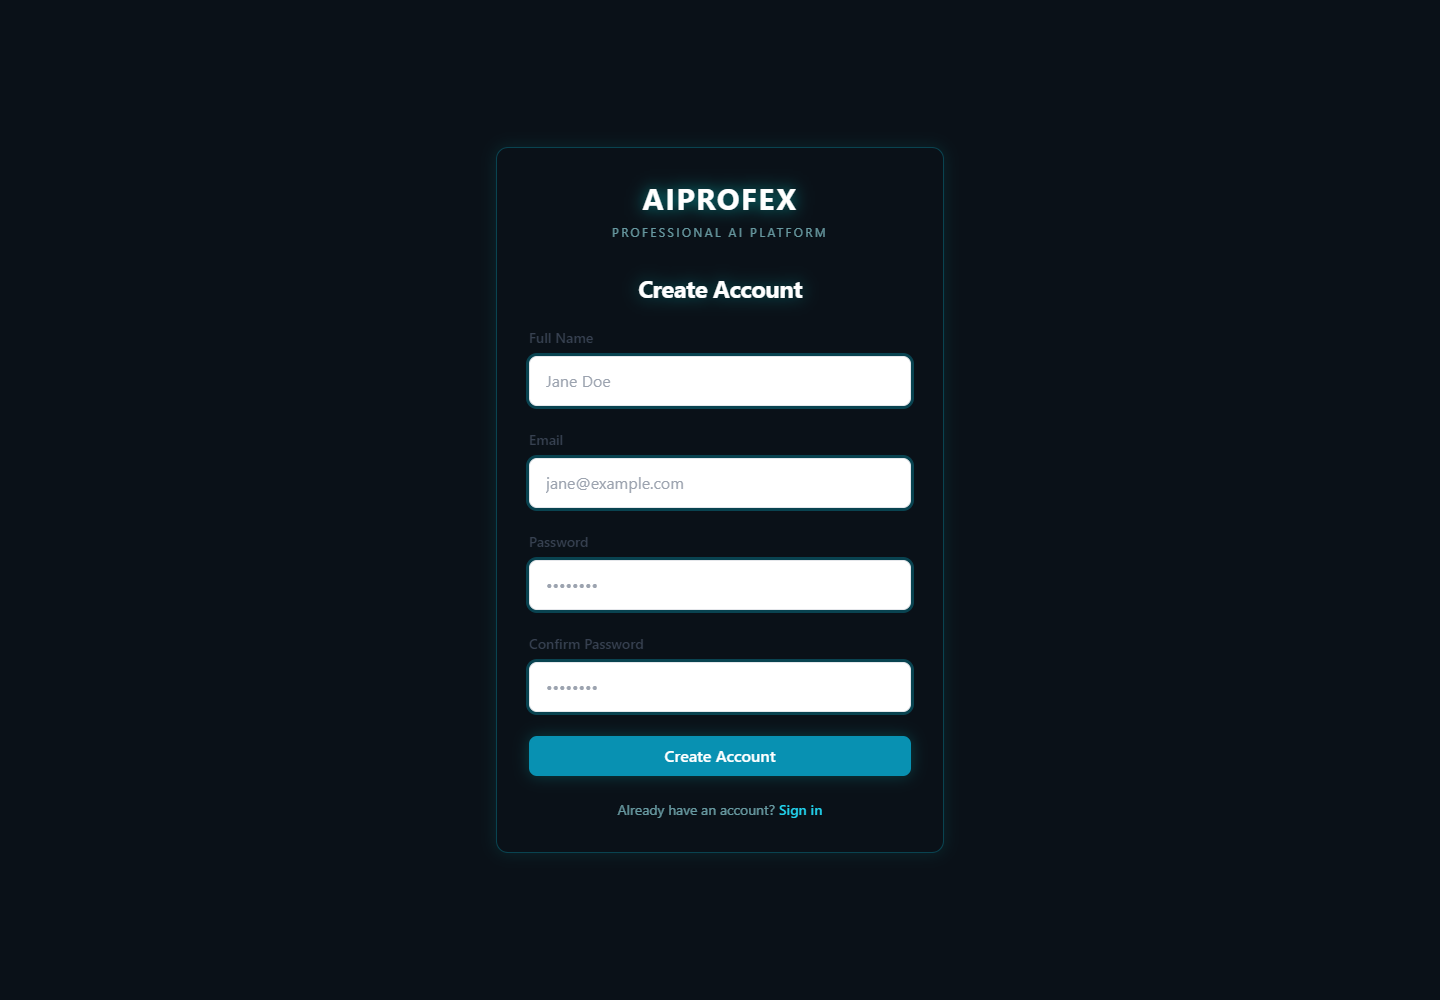 AIPROFEX
PROFESSIONAL AI PLATFORM
Create Account
Full Name
Jane Doe
Email
jane@example.com
Password
••••••••
Confirm Password
••••••••
Create Account
Already have an account? Sign in